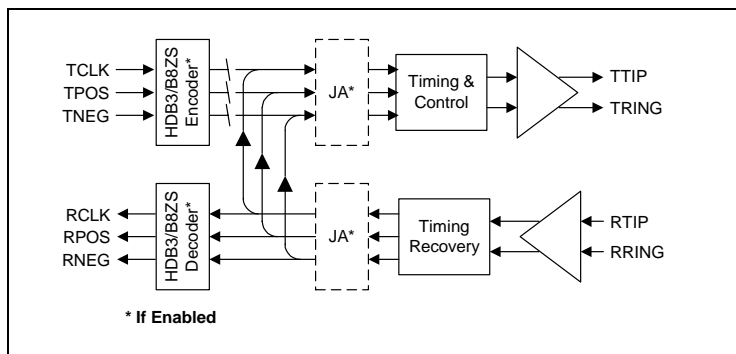 TCLK
TPOS
TNEG
HDB3/B8ZS
Encoder*
JA*
Timing &
Control
TTIP
TRING
RCLK
RPOS
RNEG
HDB3/B8ZS
Decoder*
JA*
Timing
Recovery
RTIP
RRING
* If Enabled